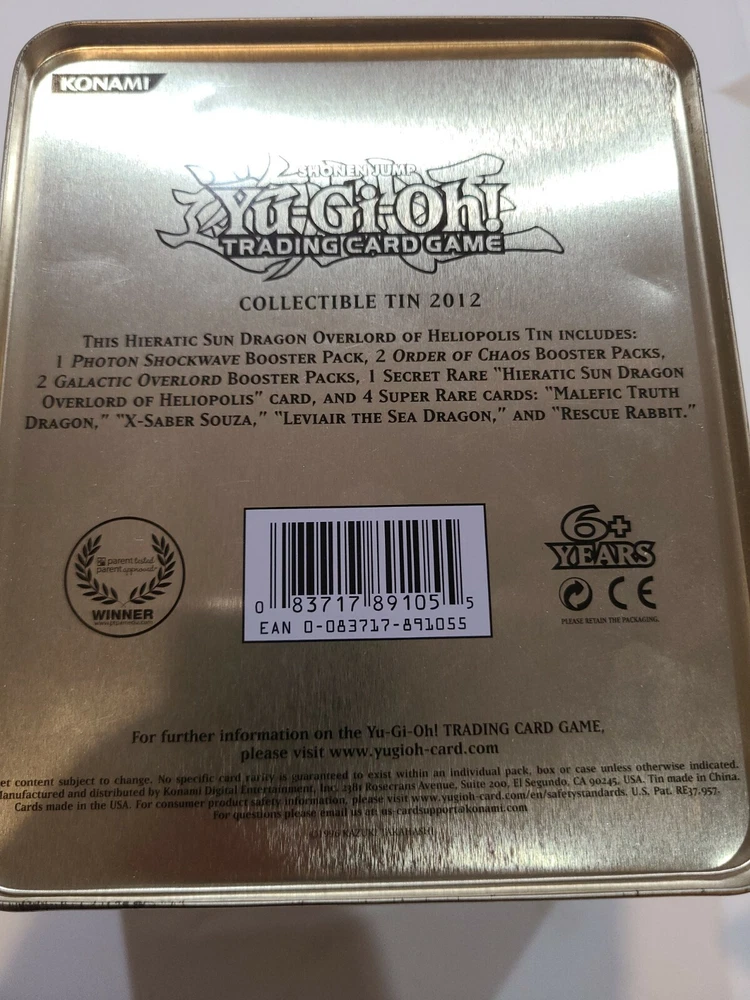 KONAMI
SHONEN JUMP
Yu-Gi-Oh!
TRADING CARD GAME
COLLECTIBLE TIN 2012
THIS HIERATIC SUN DRAGON OVERLORD OF HELIOPOLIS TIN INCLUDES:
1 PHOTON SHOCKWAVE BOOSTER PACK, 2 ORDER OF CHAOS BOOSTER PACKS,
2 GALACTIC OVERLORD BOOSTER PACKS, 1 SECRET RARE "HIERATIC SUN DRAGON
OVERLORD OF HELIOPOLIS" CARD, AND 4 SUPER RARE CARDS: "MALEFIC TRUTH
DRAGON," "X-SABER SOUZA," "LEVIAIR THE SEA DRAGON," AND "RESCUE RABBIT."
parent tested
parent approved
WINNER
6+
YEARS
CE
PLEASE RETAIN THE PACKAGING.
0 83717 89105 5
EAN 0-083717-891055
For further information on the Yu-Gi-Oh! TRADING CARD GAME,
please visit www.yugioh-card.com
et content subject to change. No specific card rarity is guaranteed to exist within an individual pack, box or case unless otherwise indicated.
anufactured and distributed by Konami Digital Entertainment, Inc. 2381 Rosecrans Avenue, Suite 200, El Segundo, CA 90245, USA. Tin made in China.
Cards made in the USA. For consumer product safety information, please visit www.yugioh-card.com/en/safetystandards. U.S. Pat. RE37,957.
For questions please email us at us-cardsupport@konami.com
©1996 KAZUKI TAKAHASHI